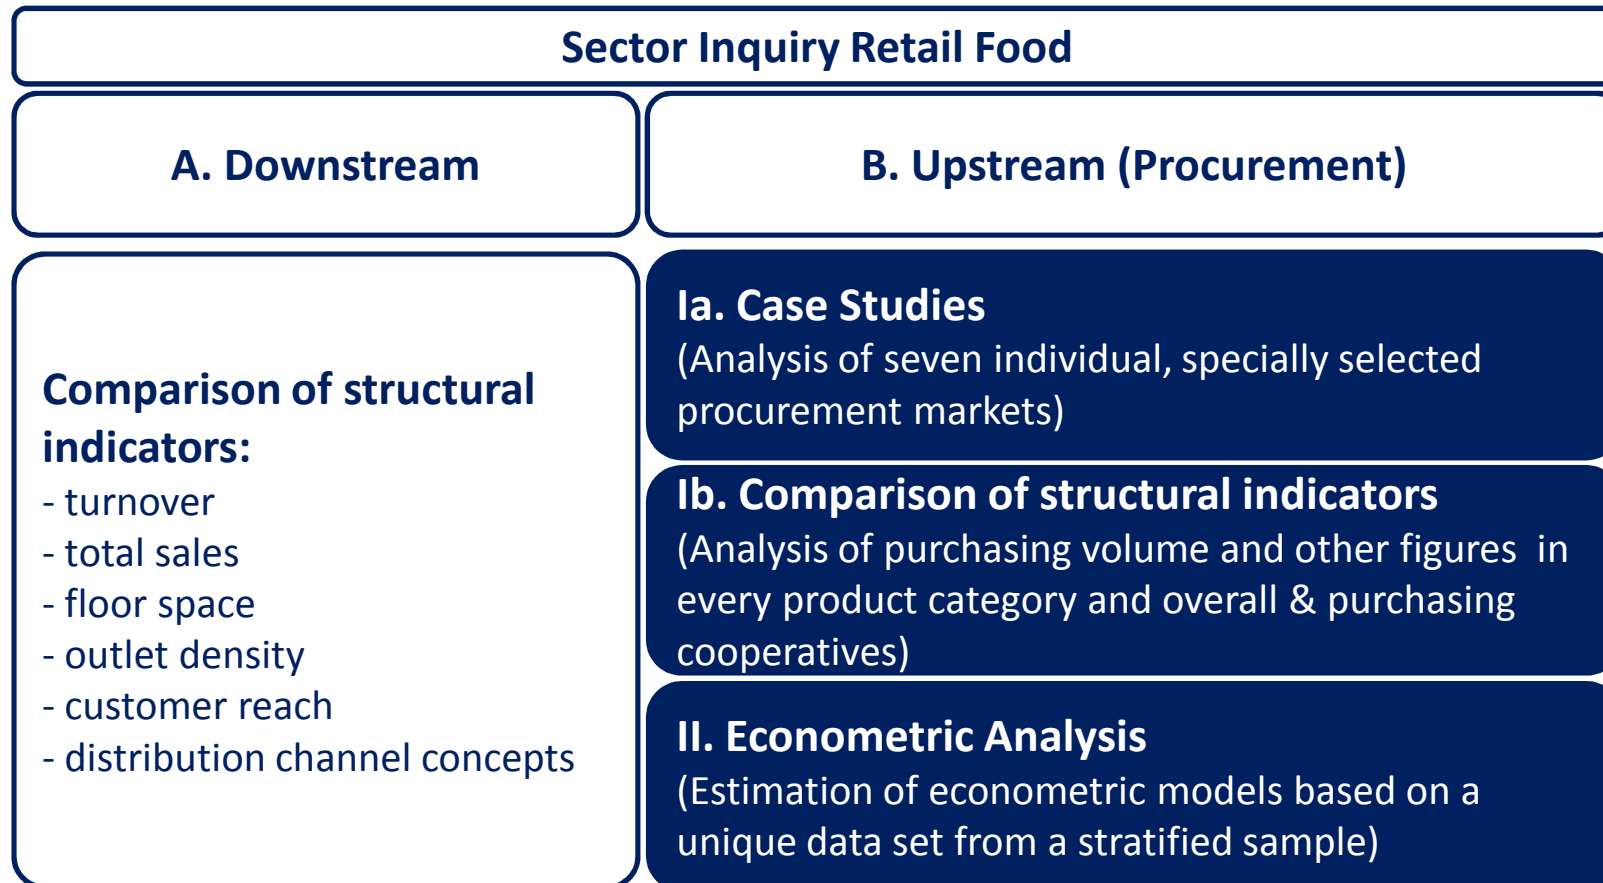 Sector Inquiry Retail Food
A. Downstream
B. Upstream (Procurement)
Comparison of structural
indicators:
- turnover
- total sales
- floor space
- outlet density
- customer reach
- distribution channel concepts
Ia. Case Studies
(Analysis of seven individual, specially selected
procurement markets)
Ib. Comparison of structural indicators
(Analysis of purchasing volume and other figures  in
every product category and overall & purchasing
cooperatives)
II. Econometric Analysis
(Estimation of econometric models based on a
unique data set from a stratified sample)